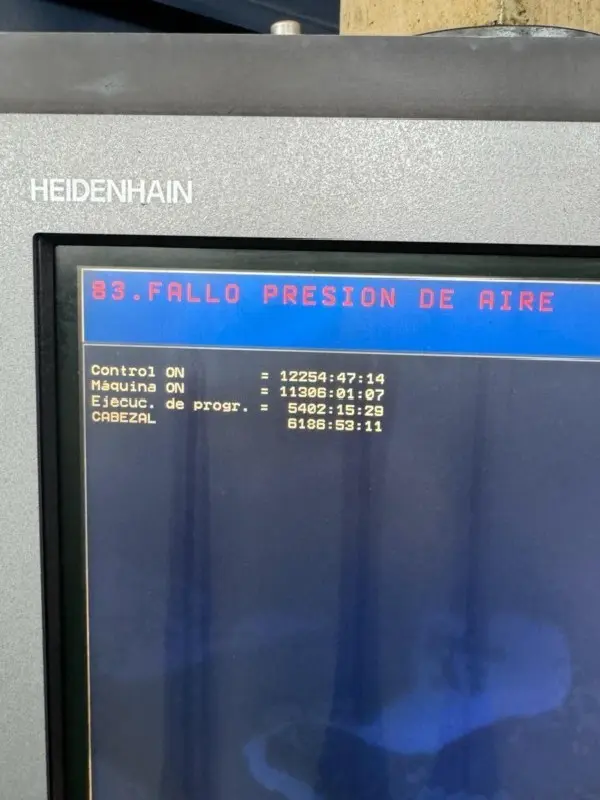 HEIDENHAIN
83.FALLO PRESION DE AIRE
Control ON = 12254:47:14
Máquina ON = 11306:01:07
Ejecuc. de progr. = 5402:15:29
CABEZAL 6186:53:11